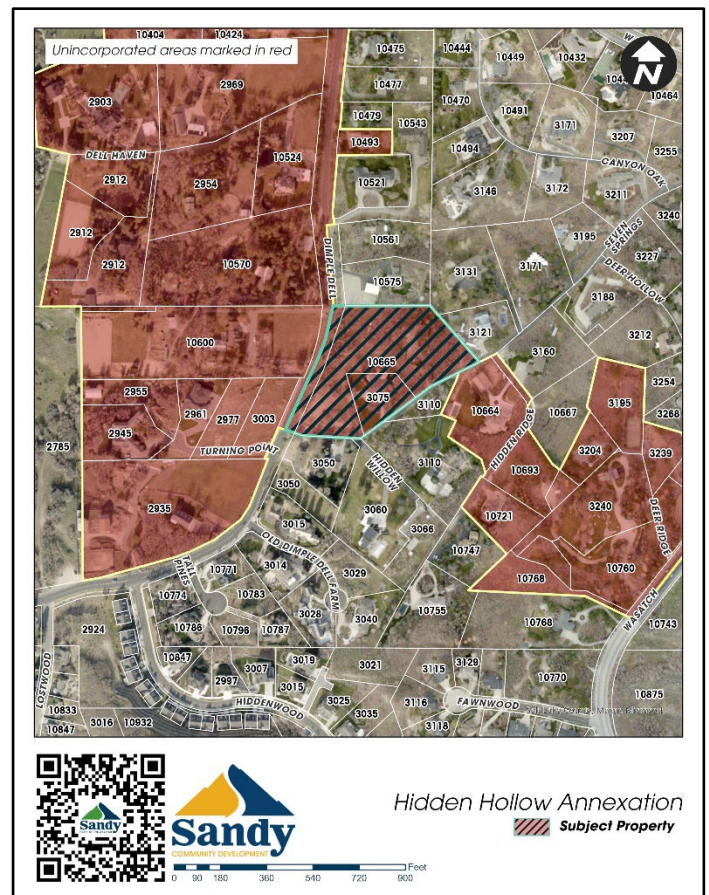 Unincorporated areas marked in red
N
10404 10424 10475 10444 10449 10432
2903 2969 10477 10470 10491 10464
10479 10543 3171 3207
DELL HAVEN 10524 10493 10494 CANYON OAK 3255
2912 2954 10521 3146 3172 3211
2912 2912 10570 DIMPLE DELL 10561 3195 SEVEN SPRINGS 3240
10575 3131 3171 3227
DEER HOLLOW
3188
10600 3121 3212
10665 3160
2955 2961 2977 3003 3075 3110 10664 10667 3195 3254
2945 3268
2785 TURNING POINT 3050 HIDDEN WILLOW 3110 HIDDEN RIDGE 10693 3204 3239
2935 3050 3060 10721 3240 DEER RIDGE
3015 OLD DIMPLE DELL FARM 3066 10747
TALL PINES 10771 3014 3029 10768 10760
10774 10783 3028 3040 10755 WASATCH
2924 10786 10796 10787 10768 10743
LOSTWOOD 10847 3007 3019 3021 3115 3129 10770
2997 3015 3025 3116 FAWNWOOD 10875
10833 HIDDENWOOD 3035
10847 3016 10932 3118
Sandy
Sandy
COMMUNITY DEVELOPMENT
Hidden Hollow Annexation
Subject Property
Feet
0 90 180 360 540 720 900